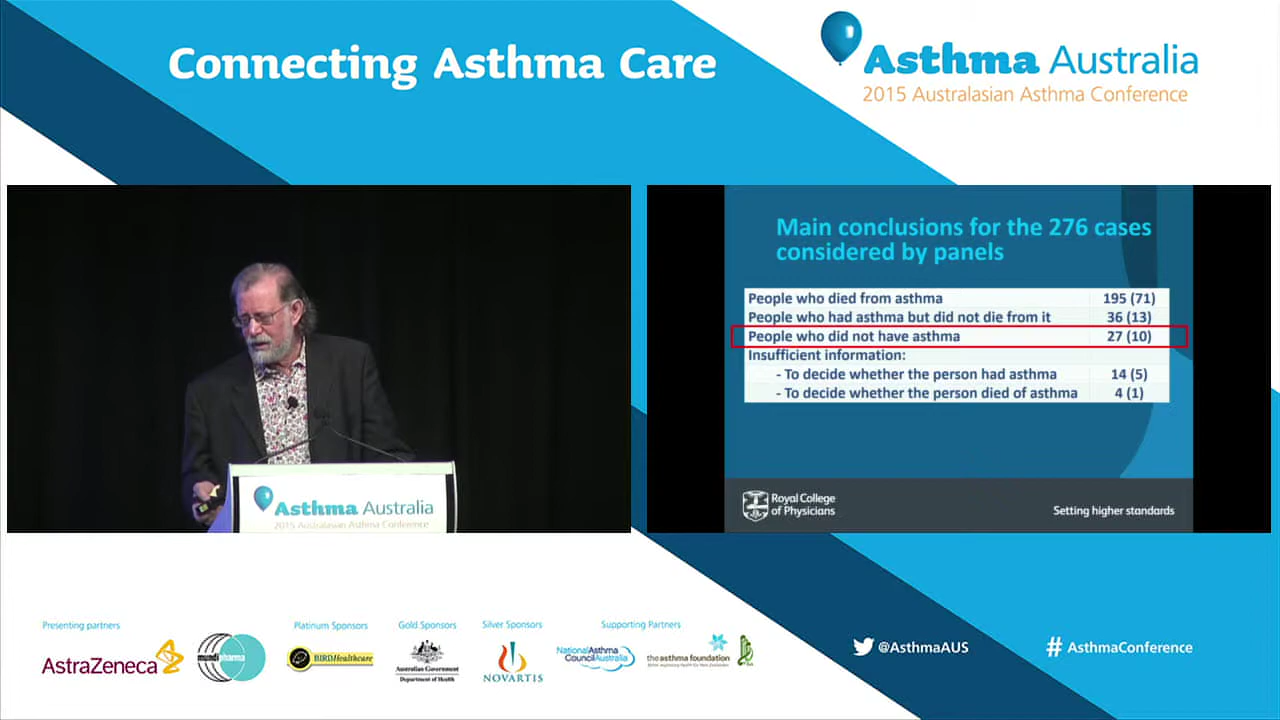 Connecting Asthma Care
Asthma Australia
2015 Australasian Asthma Conference
Main conclusions for the 276 cases
considered by panels
People who died from asthma 195 (71)
People who had asthma but did not die from it 36 (13)
People who did not have asthma 27 (10)
Insufficient information:
- To decide whether the person had asthma 14 (5)
- To decide whether the person died of asthma 4 (1)
Royal College
of Physicians
Setting higher standards
Asthma Australia
2015 Australasian Asthma Conference
Presenting partners
Platinum Sponsors
Gold Sponsors
Silver Sponsors
Supporting Partners
AstraZeneca
mundipharma
BIRDHealthcare
Australian Government
Department of Health
NOVARTIS
National Asthma
Council Australia
the asthma foundation
@AsthmaAUS
# AsthmaConference